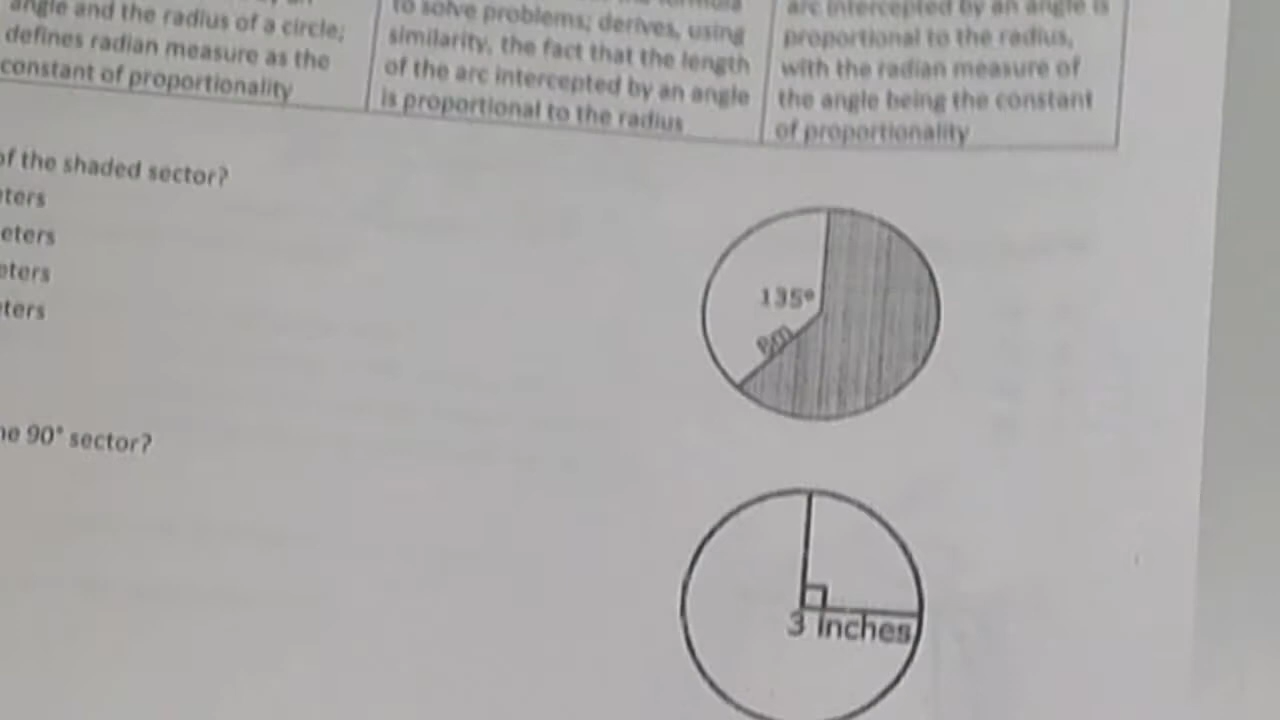 angle and the radius of a circle;
defines radian measure as the
constant of proportionality
to solve problems; derives, using
similarity, the fact that the length
of the arc intercepted by an angle
is proportional to the radius
arc intercepted by an angle is
proportional to the radius,
with the radian measure of
the angle being the constant
of proportionality
of the shaded sector?
eters
eters
eters
eters
135°
90° sector?
3 inches